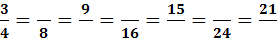 3/4 = /8 = 9/ = /16 = 15/ = /24 = 21/